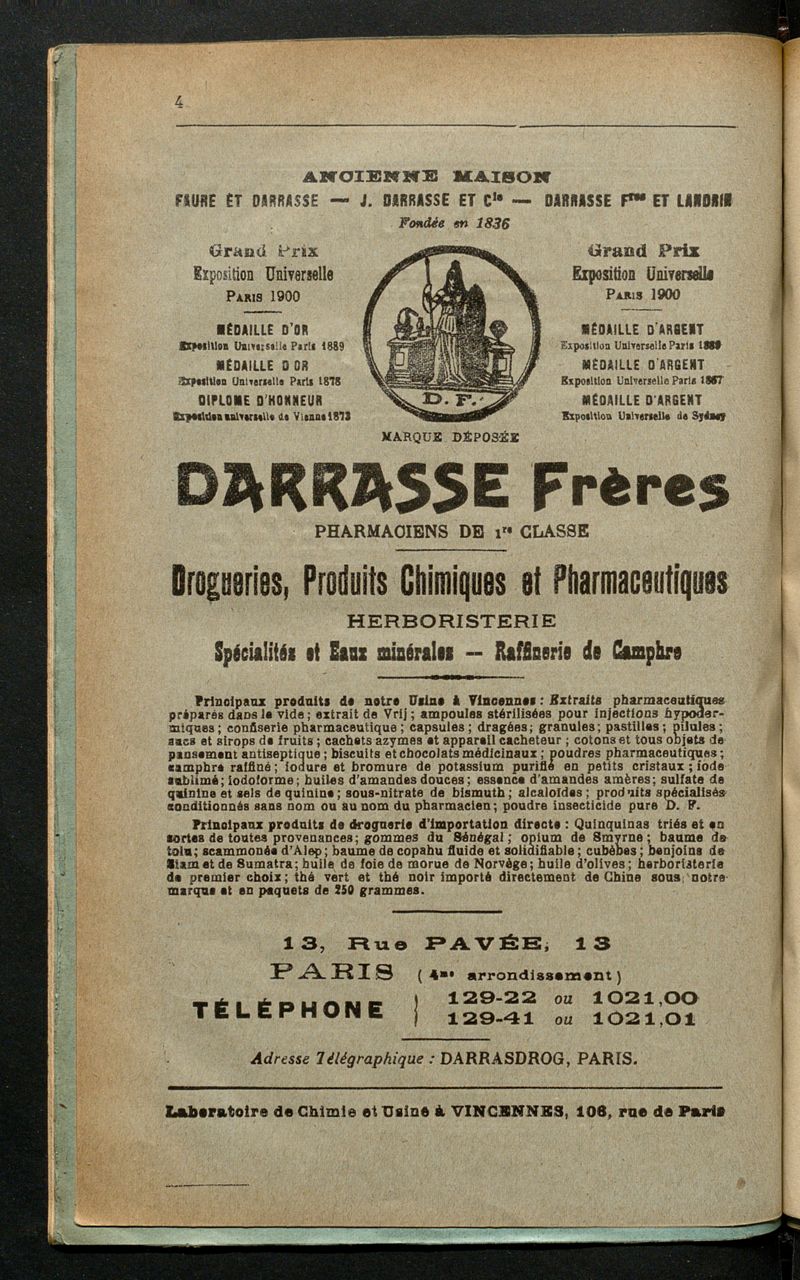 4
ANCIENNE MAISON
FAURE ET DARRASSE — J. DARRASSE ET Cie — DARRASSE Fres ET LANDRIN
Fondée en 1836
Grand Prix
Exposition Universelle
PARIS 1900
MÉDAILLE D'OR
Exposition Universelle Paris 1889
MÉDAILLE D'OR
Exposition Universelle Paris 1878
DIPLOME D'HONNEUR
Exposition universelle de Vienne 1873
D. F.
MARQUE DÉPOSÉE
Grand Prix
Exposition Universelle
PARIS 1900
MÉDAILLE D'ARGENT
Exposition Universelle Paris 1889
MÉDAILLE D'ARGENT
Exposition Universelle Paris 1867
MÉDAILLE D'ARGENT
Exposition Universelle de Sydney
DARRASSE Frères
PHARMACIENS DE 1re CLASSE
Drogueries, Produits Chimiques et Pharmaceutiques
HERBORISTERIE
Spécialités et Eaux minérales — Raffinerie de Camphre
Principaux produits de notre Usine à Vincennes : Extraits pharmaceutiques
préparés dans le vide ; extrait de Vrij ; ampoules stérilisées pour injections hypoder-
miques ; confiserie pharmaceutique ; capsules ; dragées ; granules ; pastilles ; pilules ;
sucs et sirops de fruits ; cachets azymes et appareil cacheteur ; cotons et tous objets de
pansement antiseptique ; biscuits et chocolats médicinaux ; poudres pharmaceutiques ;
camphre raffiné ; iodure et bromure de potassium purifié en petits cristaux ; iode
sublimé ; iodoforme ; huiles d'amandes douces ; essence d'amandes amères ; sulfate de
quinine et sels de quinine ; sous-nitrate de bismuth ; alcaloïdes ; produits spécialisés
conditionnés sans nom ou au nom du pharmacien ; poudre insecticide pure D. F.
Principaux produits de droguerie d'importation directe : Quinquinas triés et en
sortes de toutes provenances ; gommes du Sénégal ; opium de Smyrne ; baume de
tolu ; scammonée d'Alep ; baume de copahu fluide et solidifiable ; cubèbes ; benjoins de
Siam et de Sumatra ; huile de foie de morue de Norvège ; huile d'olives ; herboristerie
de premier choix ; thé vert et thé noir importé directement de Chine sous notre
marque et en paquets de 250 grammes.
13, Rue PAVÉE, 13
PARIS (4me arrondissement)
TÉLÉPHONE } 129-22 ou 1021,00
129-41 ou 1021,01
Adresse Télégraphique : DARRASDROG, PARIS.
Laboratoire de Chimie et Usine à VINCENNES, 106, rue de Paris